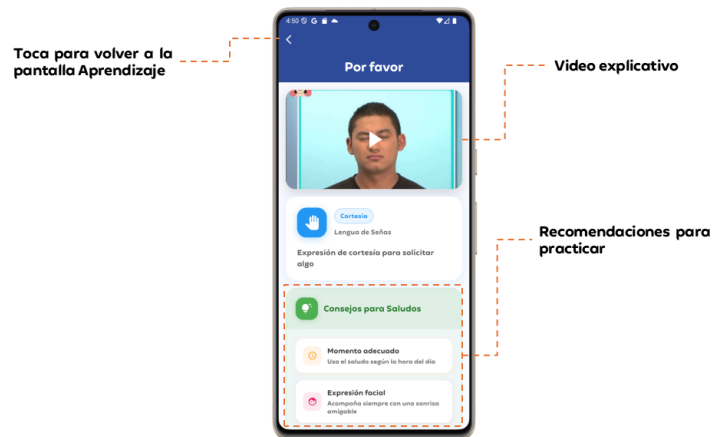 4:50
Por favor
Toca para volver a la
pantalla Aprendizaje
Video explicativo
Cortesía
Lengua de Señas
Expresión de cortesía para solicitar
algo
Recomendaciones para
practicar
Consejos para Saludos
Momento adecuado
Usa el saludo según la hora del día
Expresión facial
Acompaña siempre con una sonrisa
amigable